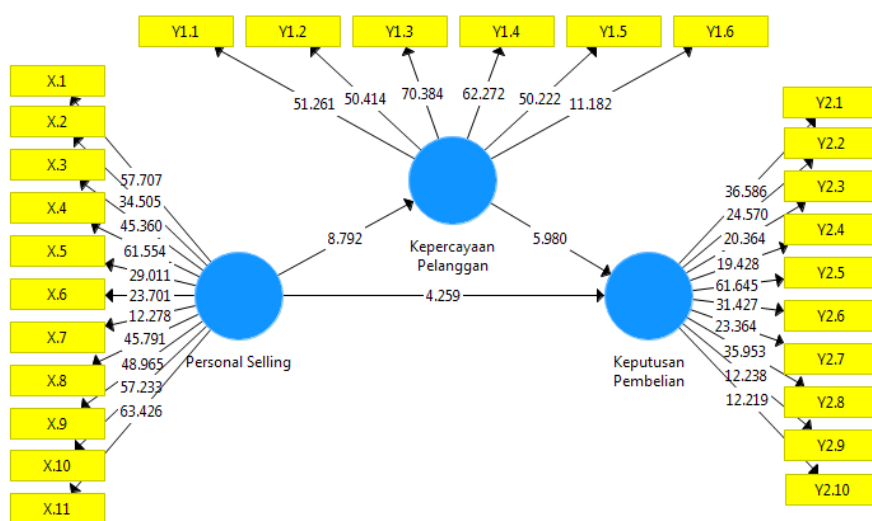 Y1.1
Y1.2
Y1.3
Y1.4
Y1.5
Y1.6
51.261
50.414
70.384
62.272
50.222
11.182
X.1
X.2
X.3
X.4
X.5
X.6
X.7
X.8
X.9
X.10
X.11
57.707
34.505
45.360
61.554
29.011
23.701
12.278
45.791
48.965
57.233
63.426
Personal Selling
8.792
Kepercayaan
Pelanggan
5.980
4.259
Keputusan
Pembelian
36.586
24.570
20.364
19.428
61.645
31.427
23.364
35.953
12.238
12.219
Y2.1
Y2.2
Y2.3
Y2.4
Y2.5
Y2.6
Y2.7
Y2.8
Y2.9
Y2.10